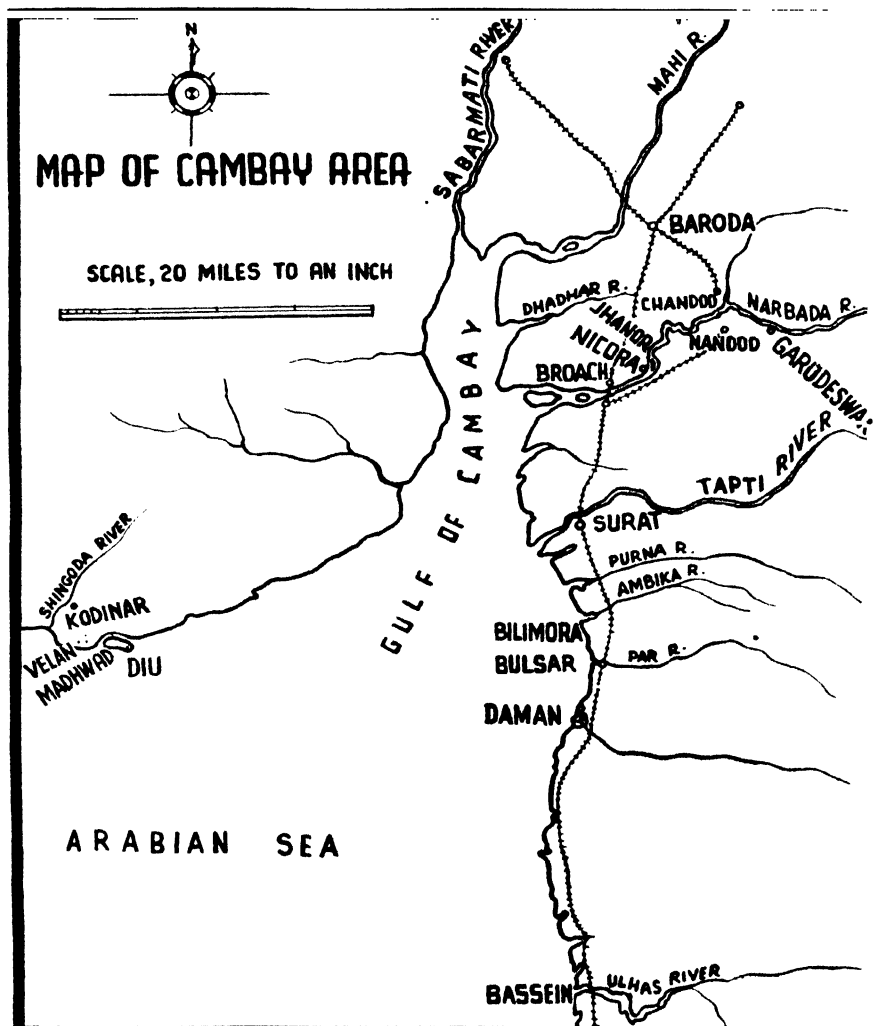 N
MAP OF CAMBAY AREA
SCALE, 20 MILES TO AN INCH
SABARMATI RIVER
MAHI R.
BARODA
DHADHAR R.
CHANDOD
NARBADA R.
JHANOR
NICORA
NANOD
GARUDESWAR
BROACH
GULF OF CAMBAY
TAPTI RIVER
SURAT
PURNA R.
AMBIKA R.
SHINGODA RIVER
KODINAR
VELAN
MADHWAD
DIU
BILIMORA
BULSAR
PAR R.
DAMAN
ARABIAN SEA
BASSEIN
ULHAS RIVER